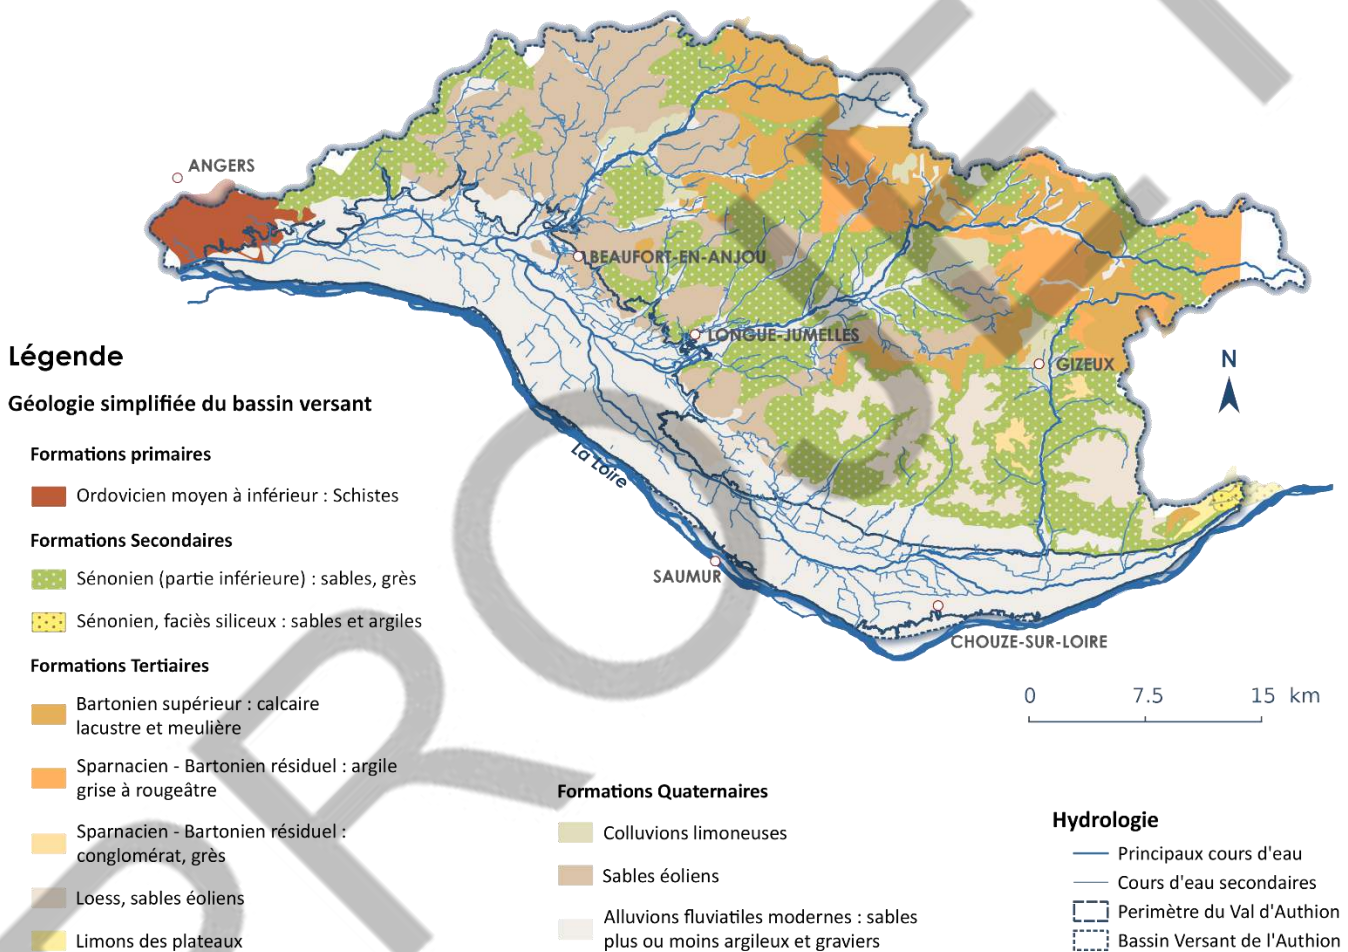 ANGERS
BEAUFORT-EN-ANJOU
LONGUE-JUMELLES
GIZEUX
N
La Loire
SAUMUR
CHOUZE-SUR-LOIRE
0 7.5 15 km
Légende
Géologie simplifiée du bassin versant
Formations primaires
Ordovicien moyen à inférieur : Schistes
Formations Secondaires
Sénonien (partie inférieure) : sables, grès
Sénonien, faciès siliceux : sables et argiles
Formations Tertiaires
Bartonien supérieur : calcaire
lacustre et meulière
Sparnacien - Bartonien résiduel : argile
grise à rougeâtre
Sparnacien - Bartonien résiduel :
conglomérat, grès
Loess, sables éoliens
Limons des plateaux
Formations Quaternaires
Colluvions limoneuses
Sables éoliens
Alluvions fluviatiles modernes : sables
plus ou moins argileux et graviers
Hydrologie
Principaux cours d'eau
Cours d'eau secondaires
Perimètre du Val d'Authion
Bassin Versant de l'Authion
PROJET